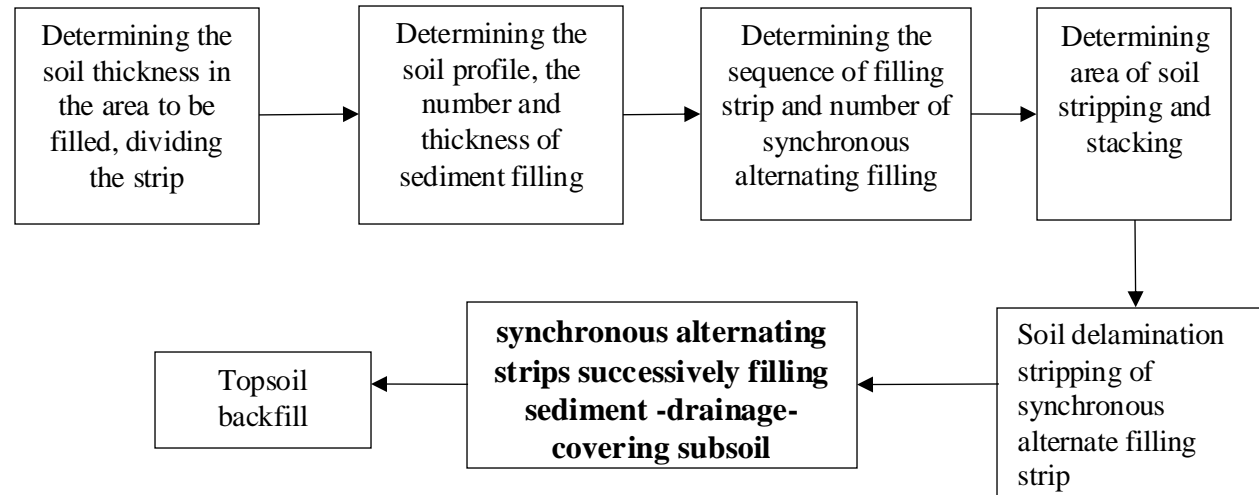 Determining the
soil thickness in
the area to be
filled, dividing
the strip
Determining the
soil profile, the
number and
thickness of
sediment filling
Determining the
sequence of filling
strip and number of
synchronous
alternating filling
Determining
area of soil
stripping and
stacking
Soil delamination
stripping of
synchronous
alternate filling
strip
synchronous alternating
strips successively filling
sediment -drainage-
covering subsoil
Topsoil
backfill